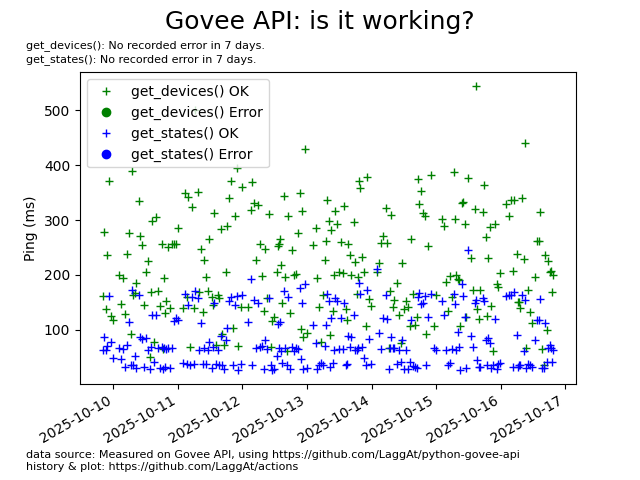 Govee API: is it working?
get_devices(): No recorded error in 7 days.
get_states(): No recorded error in 7 days.
get_devices() OK
get_devices() Error
get_states() OK
get_states() Error
Ping (ms)
500
400
300
200
100
2025-10-10
2025-10-11
2025-10-12
2025-10-13
2025-10-14
2025-10-15
2025-10-16
2025-10-17
data source: Measured on Govee API, using https://github.com/LaggAt/python-govee-api
history & plot: https://github.com/LaggAt/actions